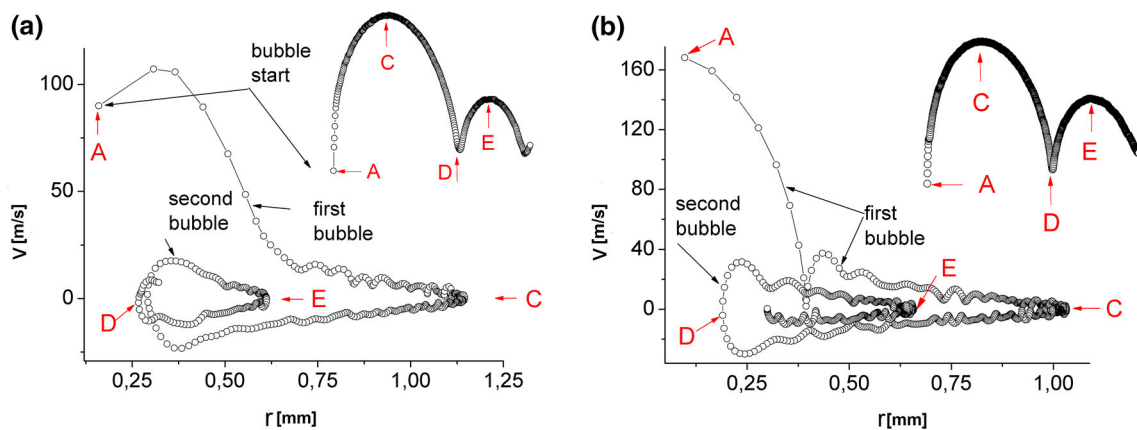 (a)
V [m/s]
100
50
0
0,25
0,50
0,75
1,00
1,25
r [mm]
bubble
start
A
second
bubble
first
bubble
D
E
C
C
A
D
E
(b)
V [m/s]
160
120
80
40
0
0,25
0,50
0,75
1,00
r [mm]
A
second
bubble
first
bubble
D
E
C
C
A
D
E